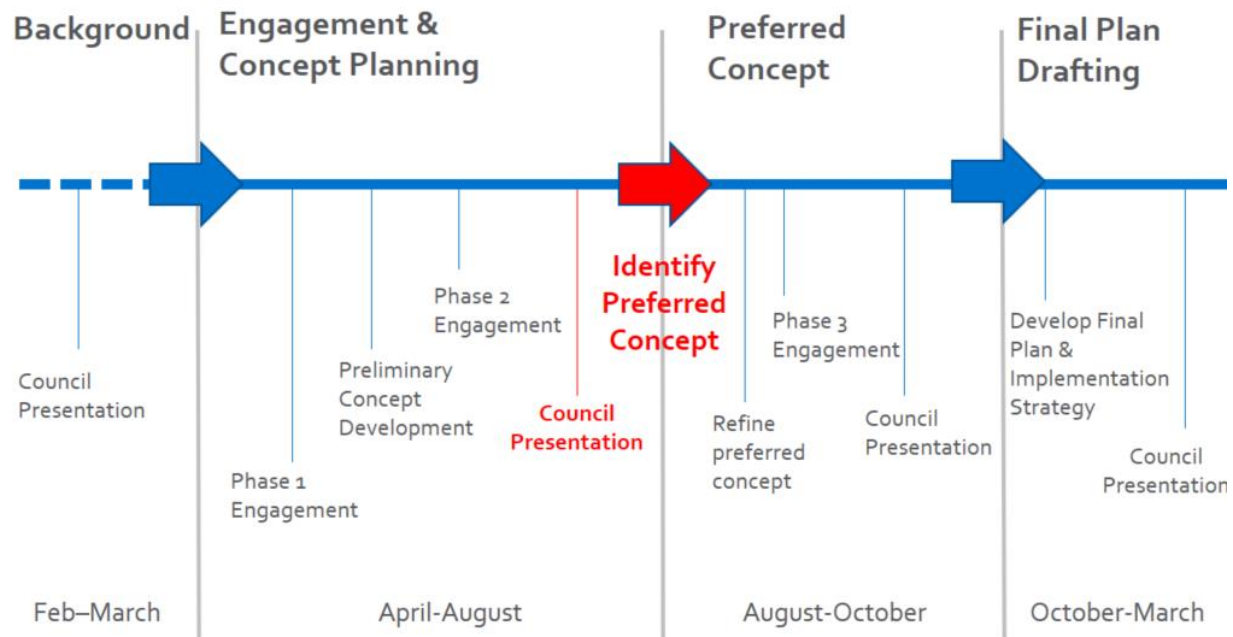 Background
Engagement &
Concept Planning
Preferred
Concept
Final Plan
Drafting
Council
Presentation
Phase 1
Engagement
Preliminary
Concept
Development
Phase 2
Engagement
Council
Presentation
Identify
Preferred
Concept
Refine
preferred
concept
Phase 3
Engagement
Council
Presentation
Develop Final
Plan &
Implementation
Strategy
Council
Presentation
Feb–March
April-August
August-October
October-March